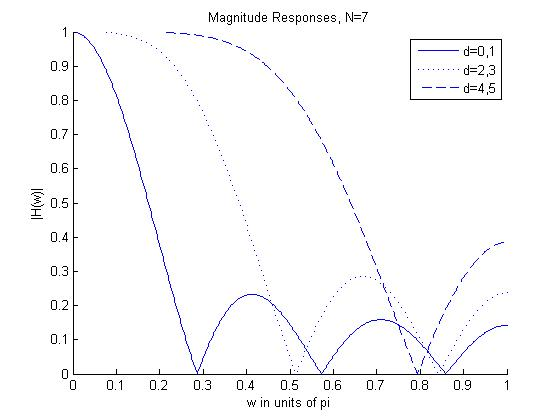 Magnitude Responses, N=7
d=0,1
d=2,3
d=4,5
|H(w)|
1
0.9
0.8
0.7
0.6
0.5
0.4
0.3
0.2
0.1
0
0 0.1 0.2 0.3 0.4 0.5 0.6 0.7 0.8 0.9 1
w in units of pi